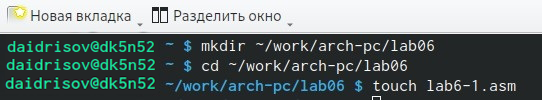 Новая вкладка Разделить окно
daidrisov@dk5n52 ~ $ mkdir ~/work/arch-pc/lab06
daidrisov@dk5n52 ~ $ cd ~/work/arch-pc/lab06
daidrisov@dk5n52 ~/work/arch-pc/lab06 $ touch lab6-1.asm